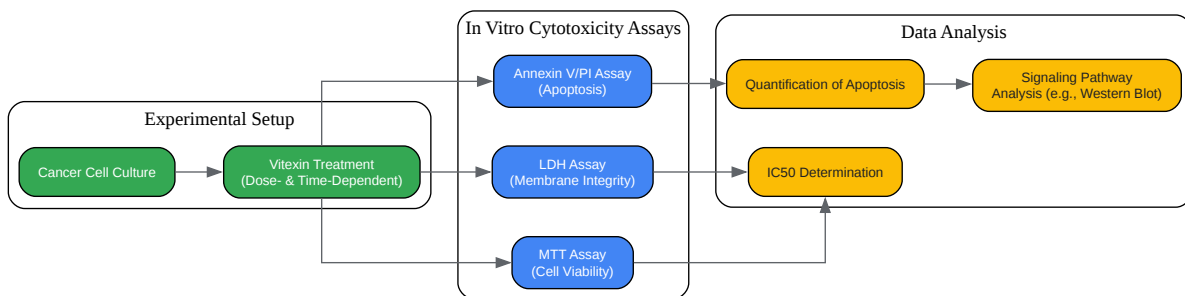 Experimental Setup
Cancer Cell Culture
Vitexin Treatment
(Dose- & Time-Dependent)
In Vitro Cytotoxicity Assays
Annexin V/PI Assay
(Apoptosis)
LDH Assay
(Membrane Integrity)
MTT Assay
(Cell Viability)
Data Analysis
Quantification of Apoptosis
Signaling Pathway
Analysis (e.g., Western Blot)
IC50 Determination